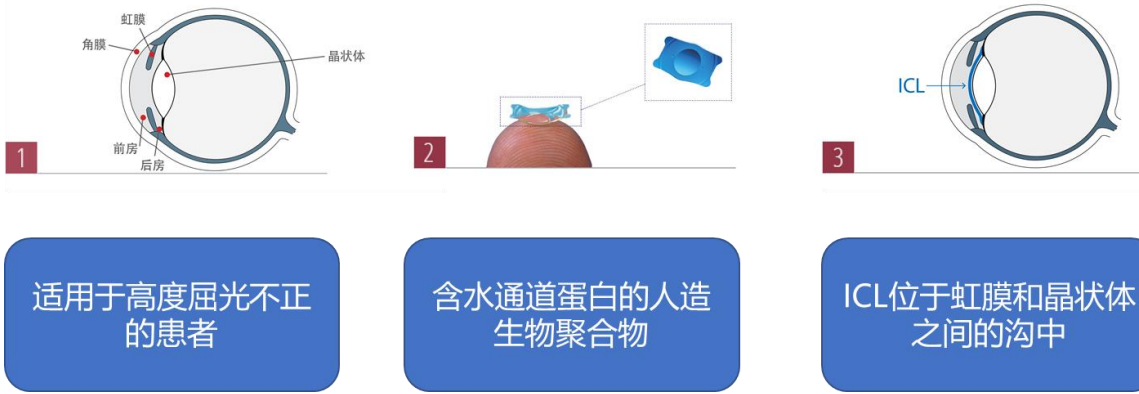 虹膜
角膜
晶状体
前房
后房
1
2
ICL
3
适用于高度屈光不正
的患者
含水通道蛋白的人造
生物聚合物
ICL位于虹膜和晶状体
之间的沟中